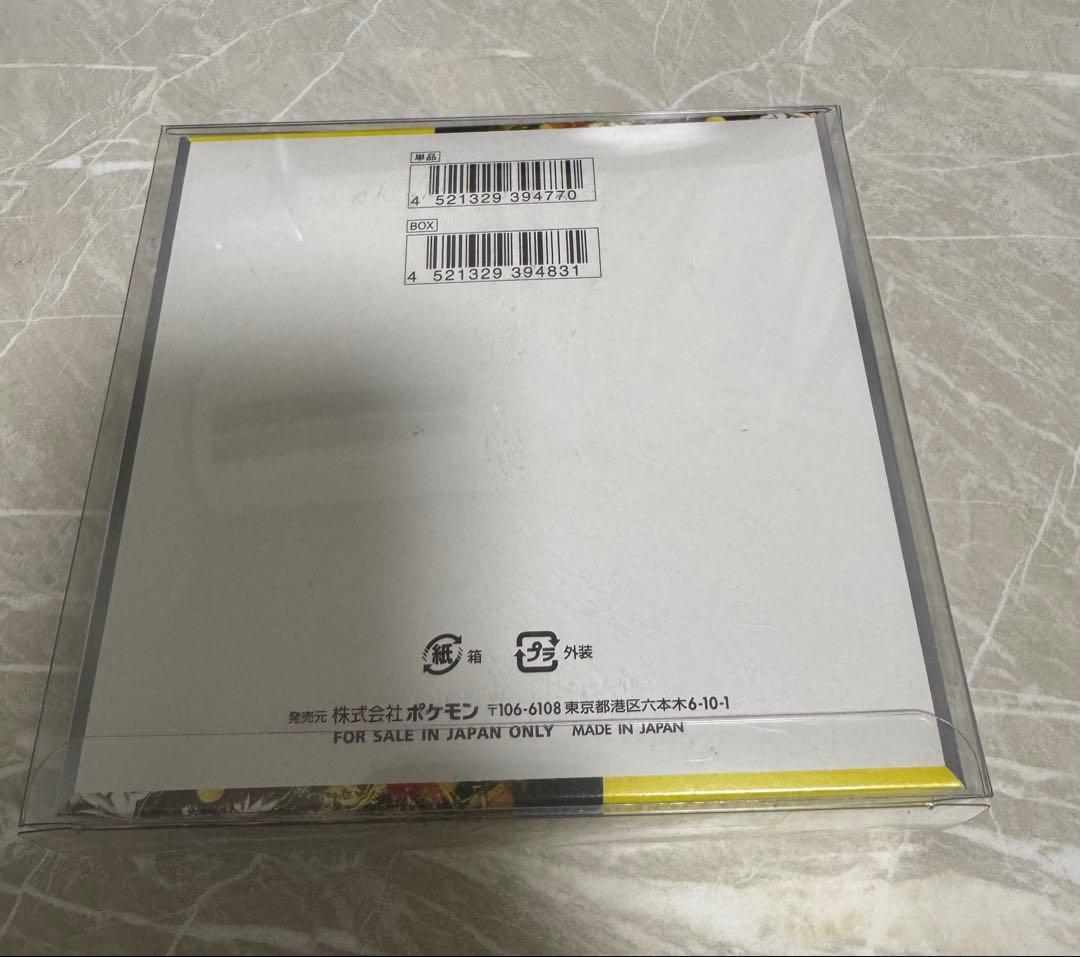 単品
4 521329 394770
BOX
4 521329 394831
紙 箱 プラ 外装
発売元 株式会社ポケモン 〒106-6108 東京都港区六本木6-10-1
FOR SALE IN JAPAN ONLY MADE IN JAPAN